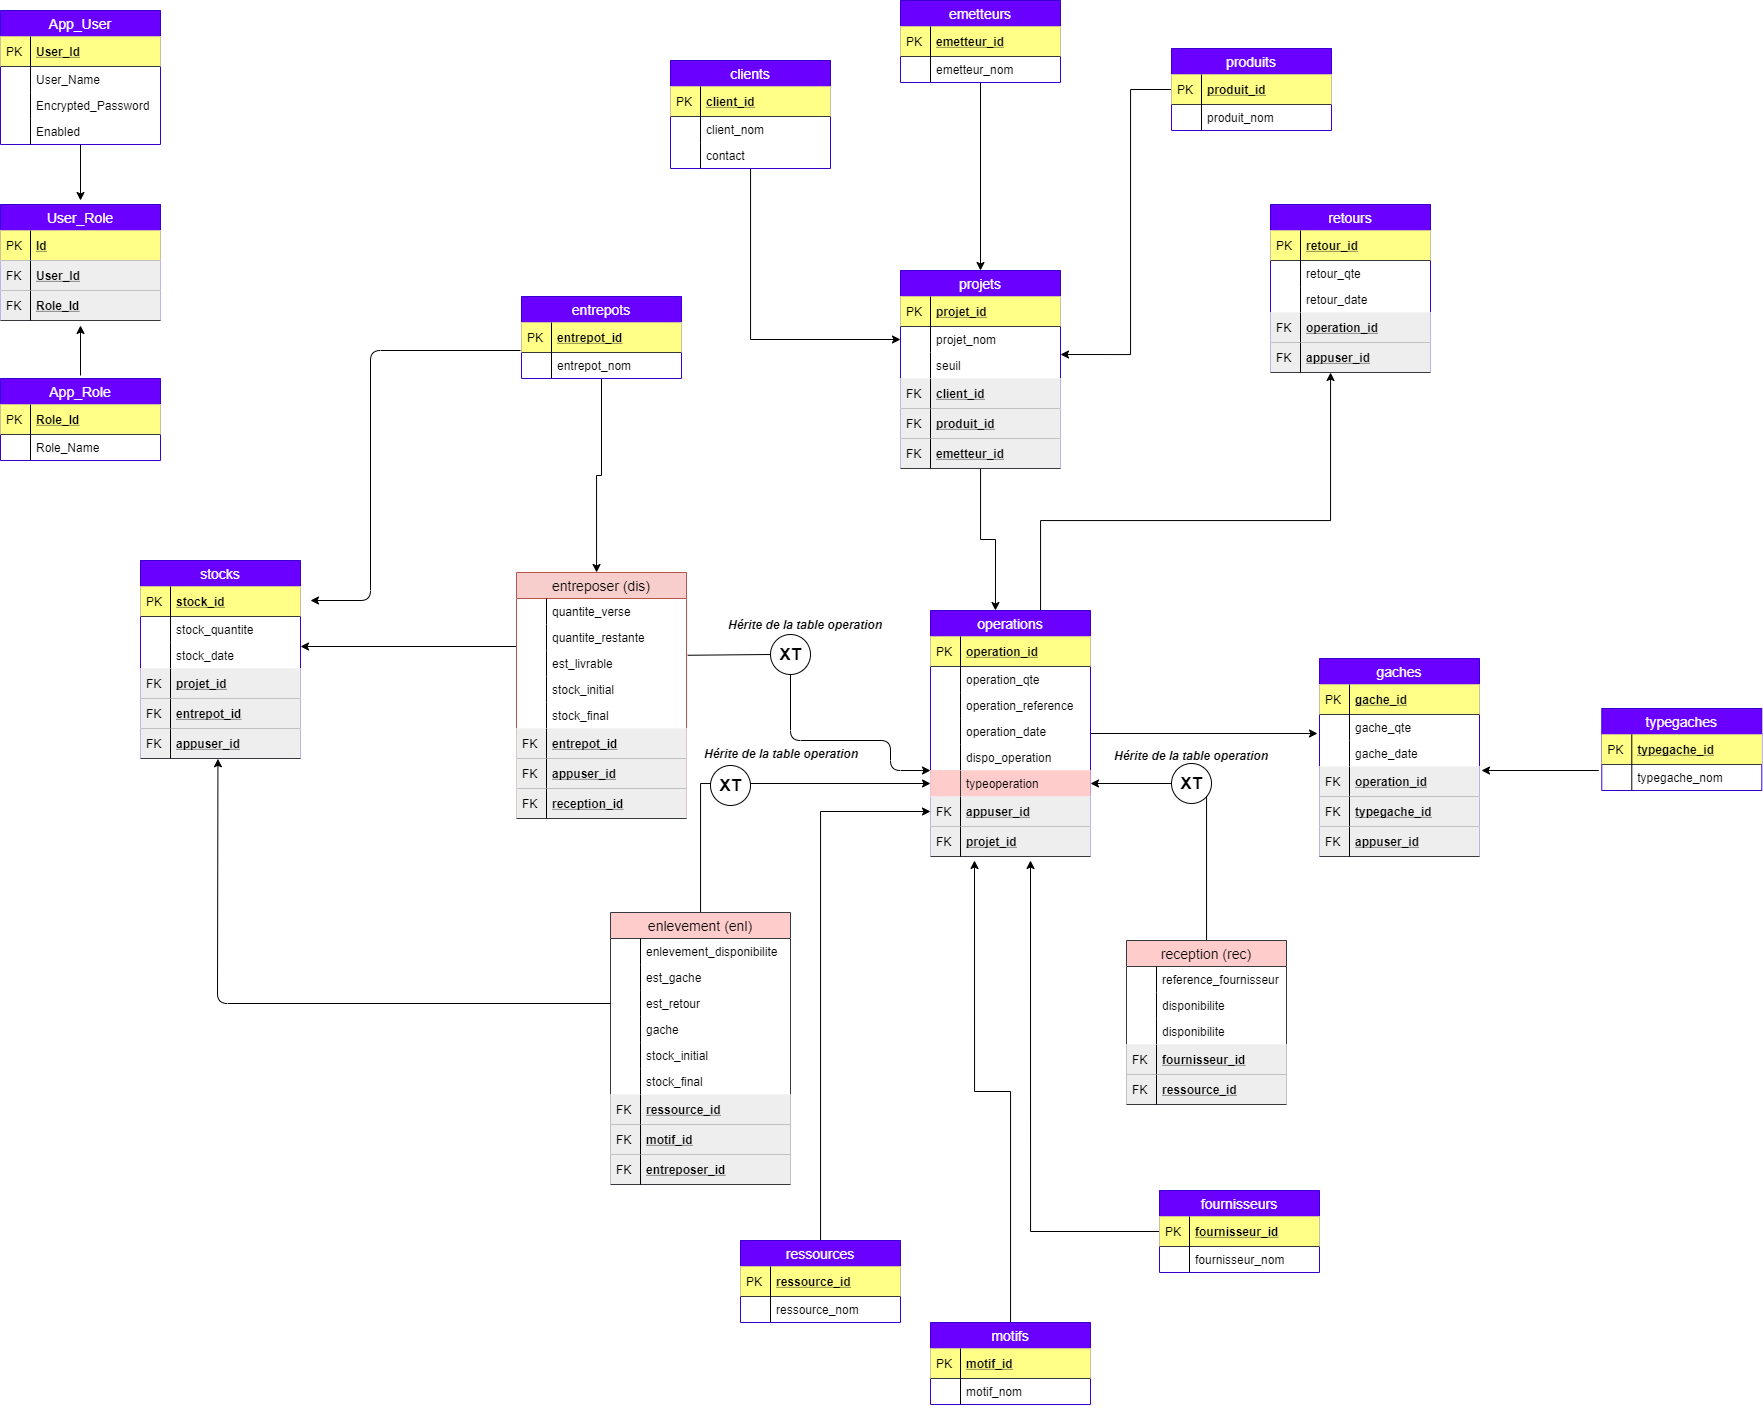 App_User
PK User_Id
User_Name
Encrypted_Password
Enabled
User_Role
PK Id
FK User_Id
FK Role_Id
App_Role
PK Role_Id
Role_Name
clients
PK client_id
client_nom
contact
emetteurs
PK emetteur_id
emetteur_nom
produits
PK produit_id
produit_nom
retours
PK retour_id
retour_qte
retour_date
FK operation_id
FK appuser_id
projets
PK projet_id
projet_nom
seuil
FK client_id
FK produit_id
FK emetteur_id
entrepots
PK entrepot_id
entrepot_nom
stocks
PK stock_id
stock_quantite
stock_date
FK projet_id
FK entrepot_id
FK appuser_id
entreposer (dis)
quantite_verse
quantite_restante
est_livrable
stock_initial
stock_final
FK entrepot_id
FK appuser_id
FK reception_id
Hérite de la table operation
XT
Hérite de la table operation
XT
operations
PK operation_id
operation_qte
operation_reference
operation_date
dispo_operation
typeoperation
FK appuser_id
FK projet_id
Hérite de la table operation
XT
gaches
PK gache_id
gache_qte
gache_date
FK operation_id
FK typegache_id
FK appuser_id
typegaches
PK typegache_id
typegache_nom
enlevement (enl)
enlevement_disponibilite
est_gache
est_retour
gache
stock_initial
stock_final
FK ressource_id
FK motif_id
FK entreposer_id
reception (rec)
reference_fournisseur
disponibilite
disponibilite
FK fournisseur_id
FK ressource_id
fournisseurs
PK fournisseur_id
fournisseur_nom
ressources
PK ressource_id
ressource_nom
motifs
PK motif_id
motif_nom